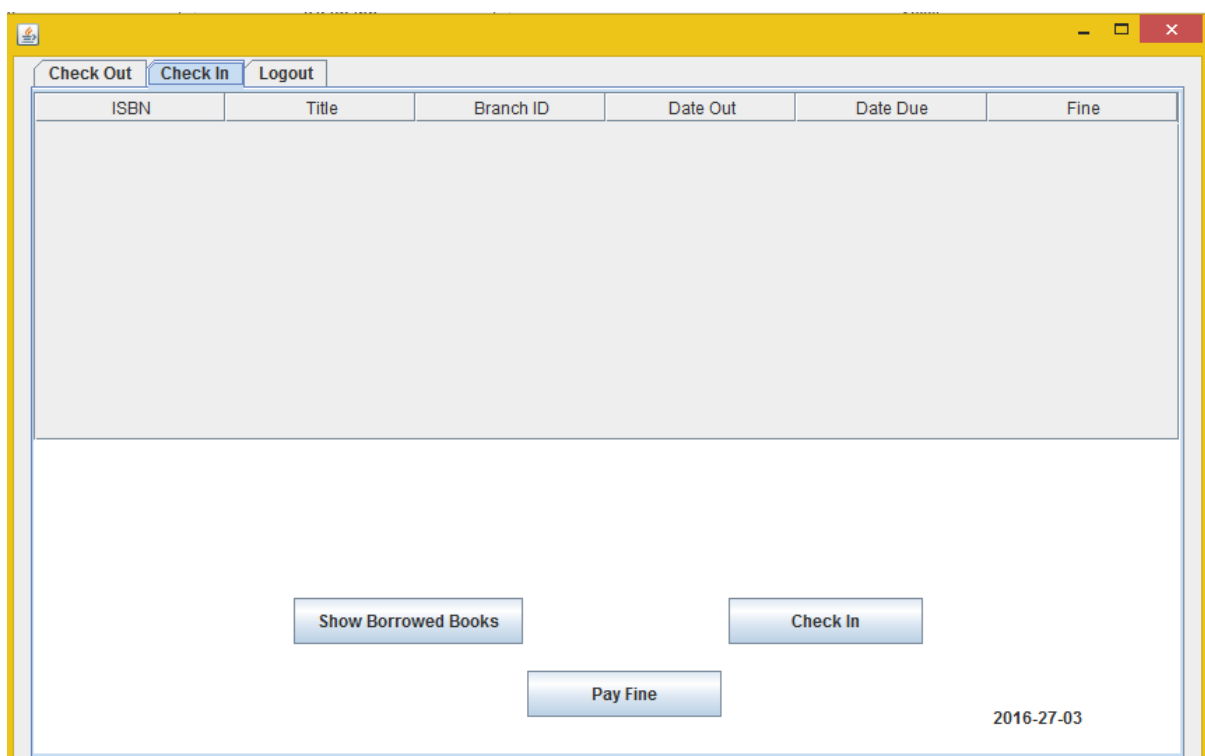 Check Out Check In Logout
ISBN Title Branch ID Date Out Date Due Fine
Show Borrowed Books Check In
Pay Fine
2016-27-03